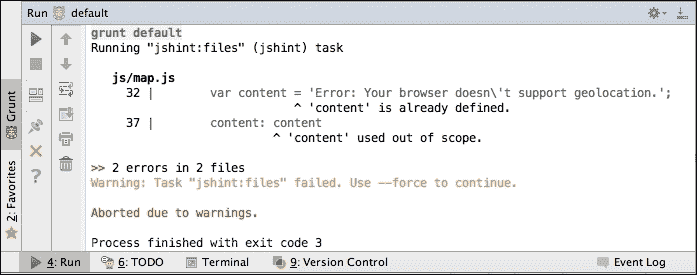 Run default
grunt default
Running "jshint:files" (jshint) task
js/map.js
32 | var content = 'Error: Your browser doesn\'t support geolocation.';
^ 'content' is already defined.
37 | content: content
^ 'content' used out of scope.
>> 2 errors in 2 files
Warning: Task "jshint:files" failed. Use --force to continue.
Aborted due to warnings.
Process finished with exit code 3
Grunt
2: Favorites
4: Run 6: TODO Terminal 9: Version Control Event Log